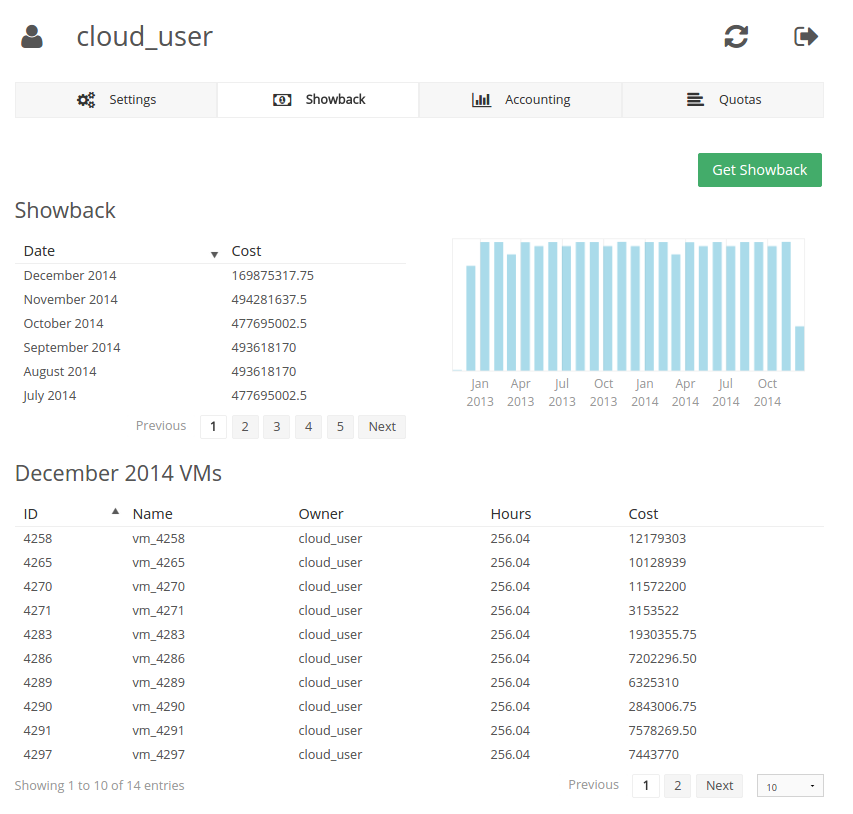 cloud_user
Settings Showback Accounting Quotas
Get Showback
Showback
Date Cost
December 2014 169875317.75
November 2014 494281637.5
October 2014 477695002.5
September 2014 493618170
August 2014 493618170
July 2014 477695002.5
Previous 1 2 3 4 5 Next
Jan Apr Jul Oct Jan Apr Jul Oct
2013 2013 2013 2013 2014 2014 2014 2014
December 2014 VMs
ID Name Owner Hours Cost
4258 vm_4258 cloud_user 256.04 12179303
4265 vm_4265 cloud_user 256.04 10128939
4270 vm_4270 cloud_user 256.04 11572200
4271 vm_4271 cloud_user 256.04 3153522
4283 vm_4283 cloud_user 256.04 1930355.75
4286 vm_4286 cloud_user 256.04 7202296.50
4289 vm_4289 cloud_user 256.04 6325310
4290 vm_4290 cloud_user 256.04 2843006.75
4291 vm_4291 cloud_user 256.04 7578269.50
4297 vm_4297 cloud_user 256.04 7443770
Showing 1 to 10 of 14 entries Previous 1 2 Next 10